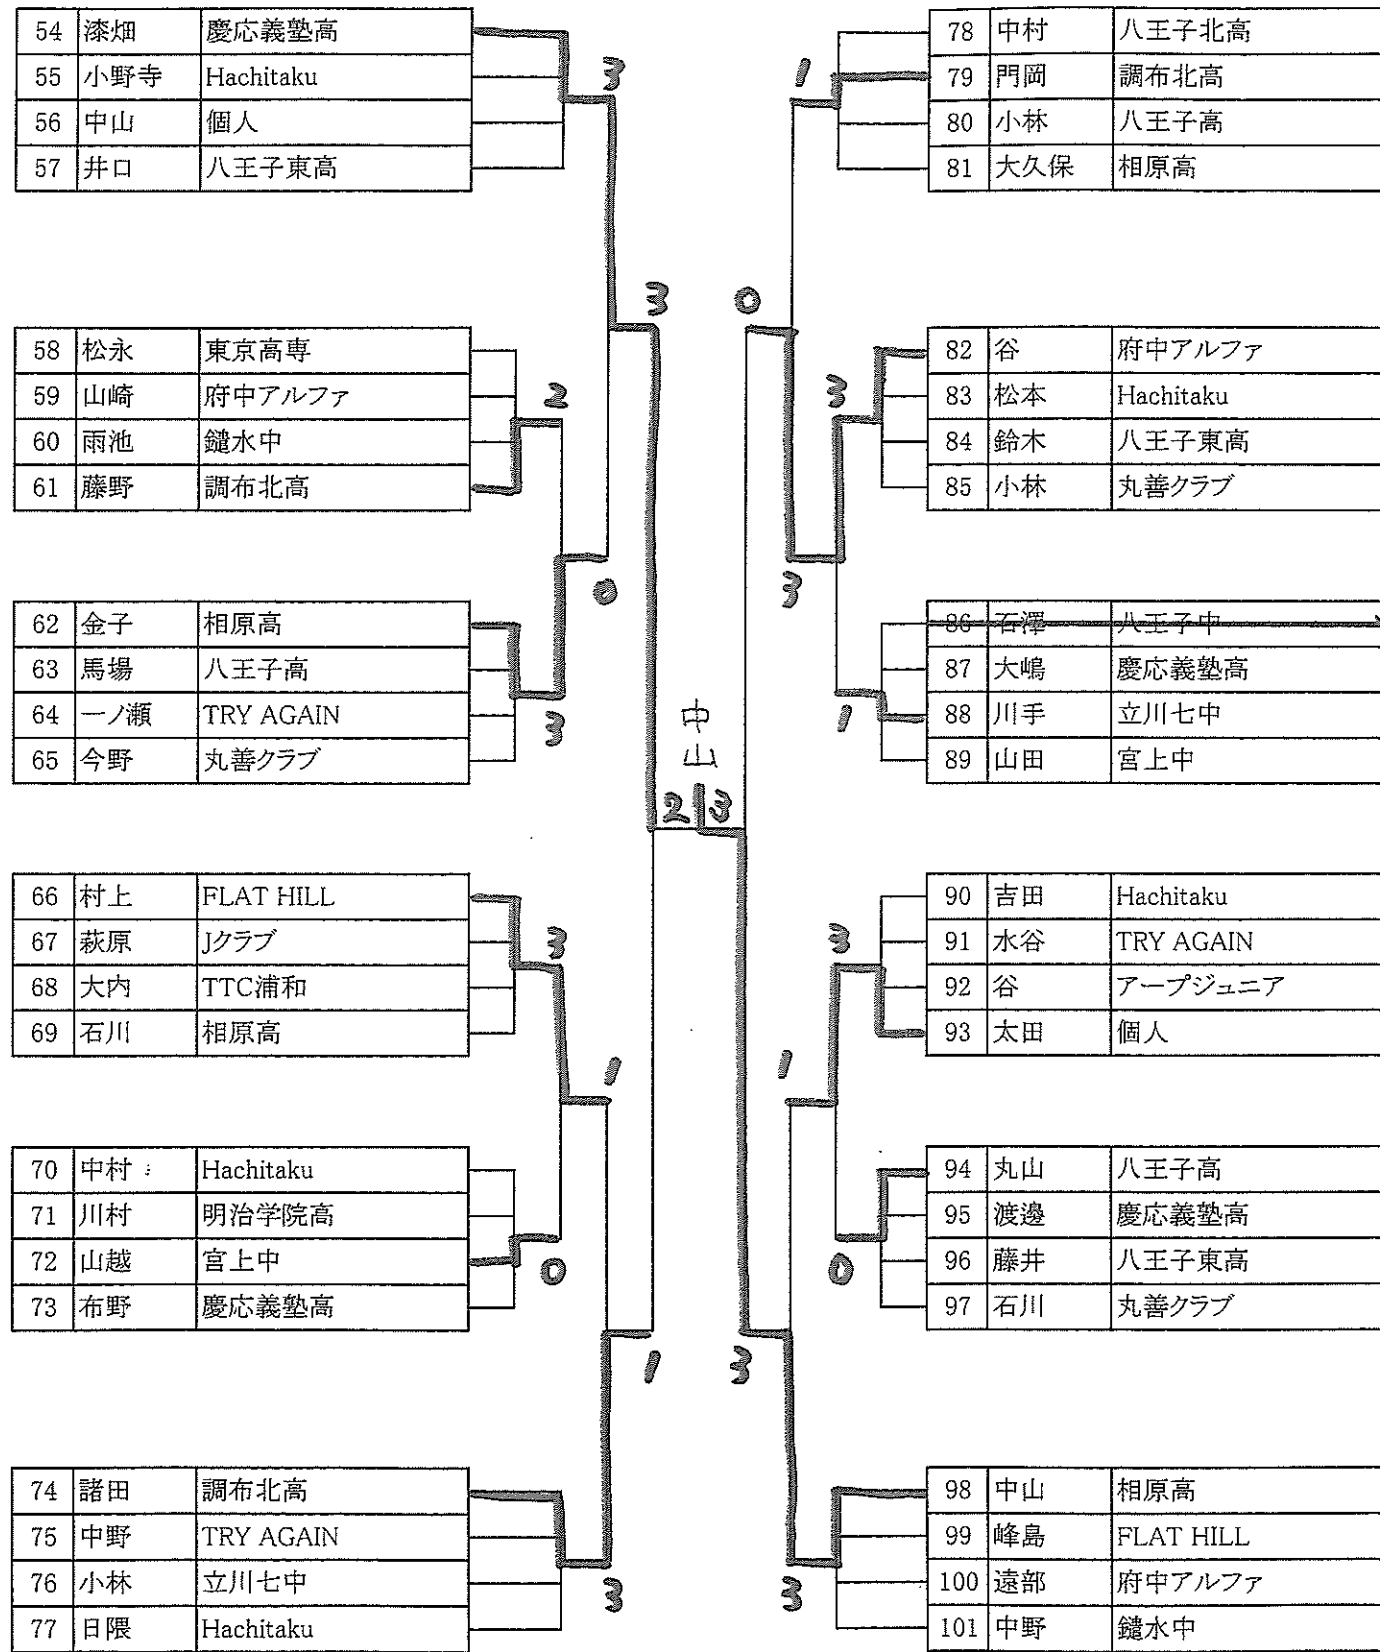 54 漆畑 慶応義塾高
55 小野寺 Hachitaku
56 中山 個人
57 井口 八王子東高
3
58 松永 東京高専
59 山崎 府中アルファ
60 雨池 鑓水中
61 藤野 調布北高
2
3
0
62 金子 相原高
63 馬場 八王子高
64 一ノ瀬 TRY AGAIN
65 今野 丸善クラブ
3
66 村上 FLAT HILL
67 萩原 Jクラブ
68 大内 TTC浦和
69 石川 相原高
3
1
70 中村 Hachitaku
71 川村 明治学院高
72 山越 宮上中
73 布野 慶応義塾高
0
1
74 諸田 調布北高
75 中野 TRY AGAIN
76 小林 立川七中
77 日隈 Hachitaku
3
中山
2 3
78 中村 八王子北高
79 門岡 調布北高
80 小林 八王子高
81 大久保 相原高
1
0
82 谷 府中アルファ
83 松本 Hachitaku
84 鈴木 八王子東高
85 小林 丸善クラブ
3
3
86 石澤 八王子中
87 大嶋 慶応義塾高
88 川手 立川七中
89 山田 宮上中
1
90 吉田 Hachitaku
91 水谷 TRY AGAIN
92 谷 アープジュニア
93 太田 個人
3
1
94 丸山 八王子高
95 渡邊 慶応義塾高
96 藤井 八王子東高
97 石川 丸善クラブ
0
3
98 中山 相原高
99 峰島 FLAT HILL
100 遠部 府中アルファ
101 中野 鑓水中
3